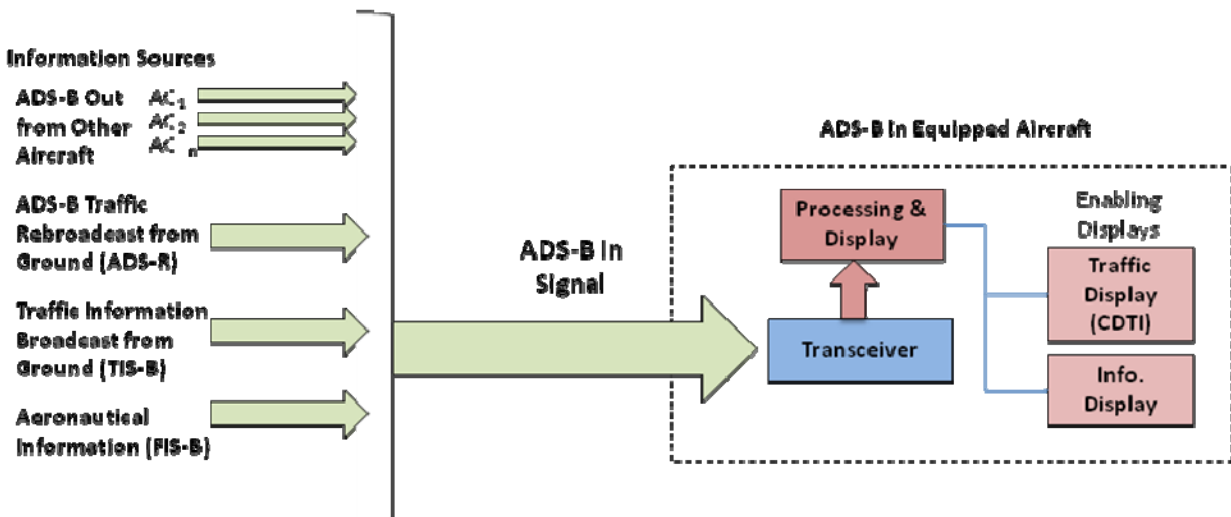 Information Sources
ADS-B Out
from Other
Aircraft
AC1
AC2
ACn
ADS-B Traffic
Rebroadcast from
Ground (ADS-R)
Traffic Information
Broadcast from
Ground (TIS-B)
Aeronautical
Information (FIS-B)
ADS-B In
Signal
ADS-B In Equipped Aircraft
Processing &
Display
Transceiver
Enabling
Displays
Traffic
Display
(CDTI)
Info.
Display